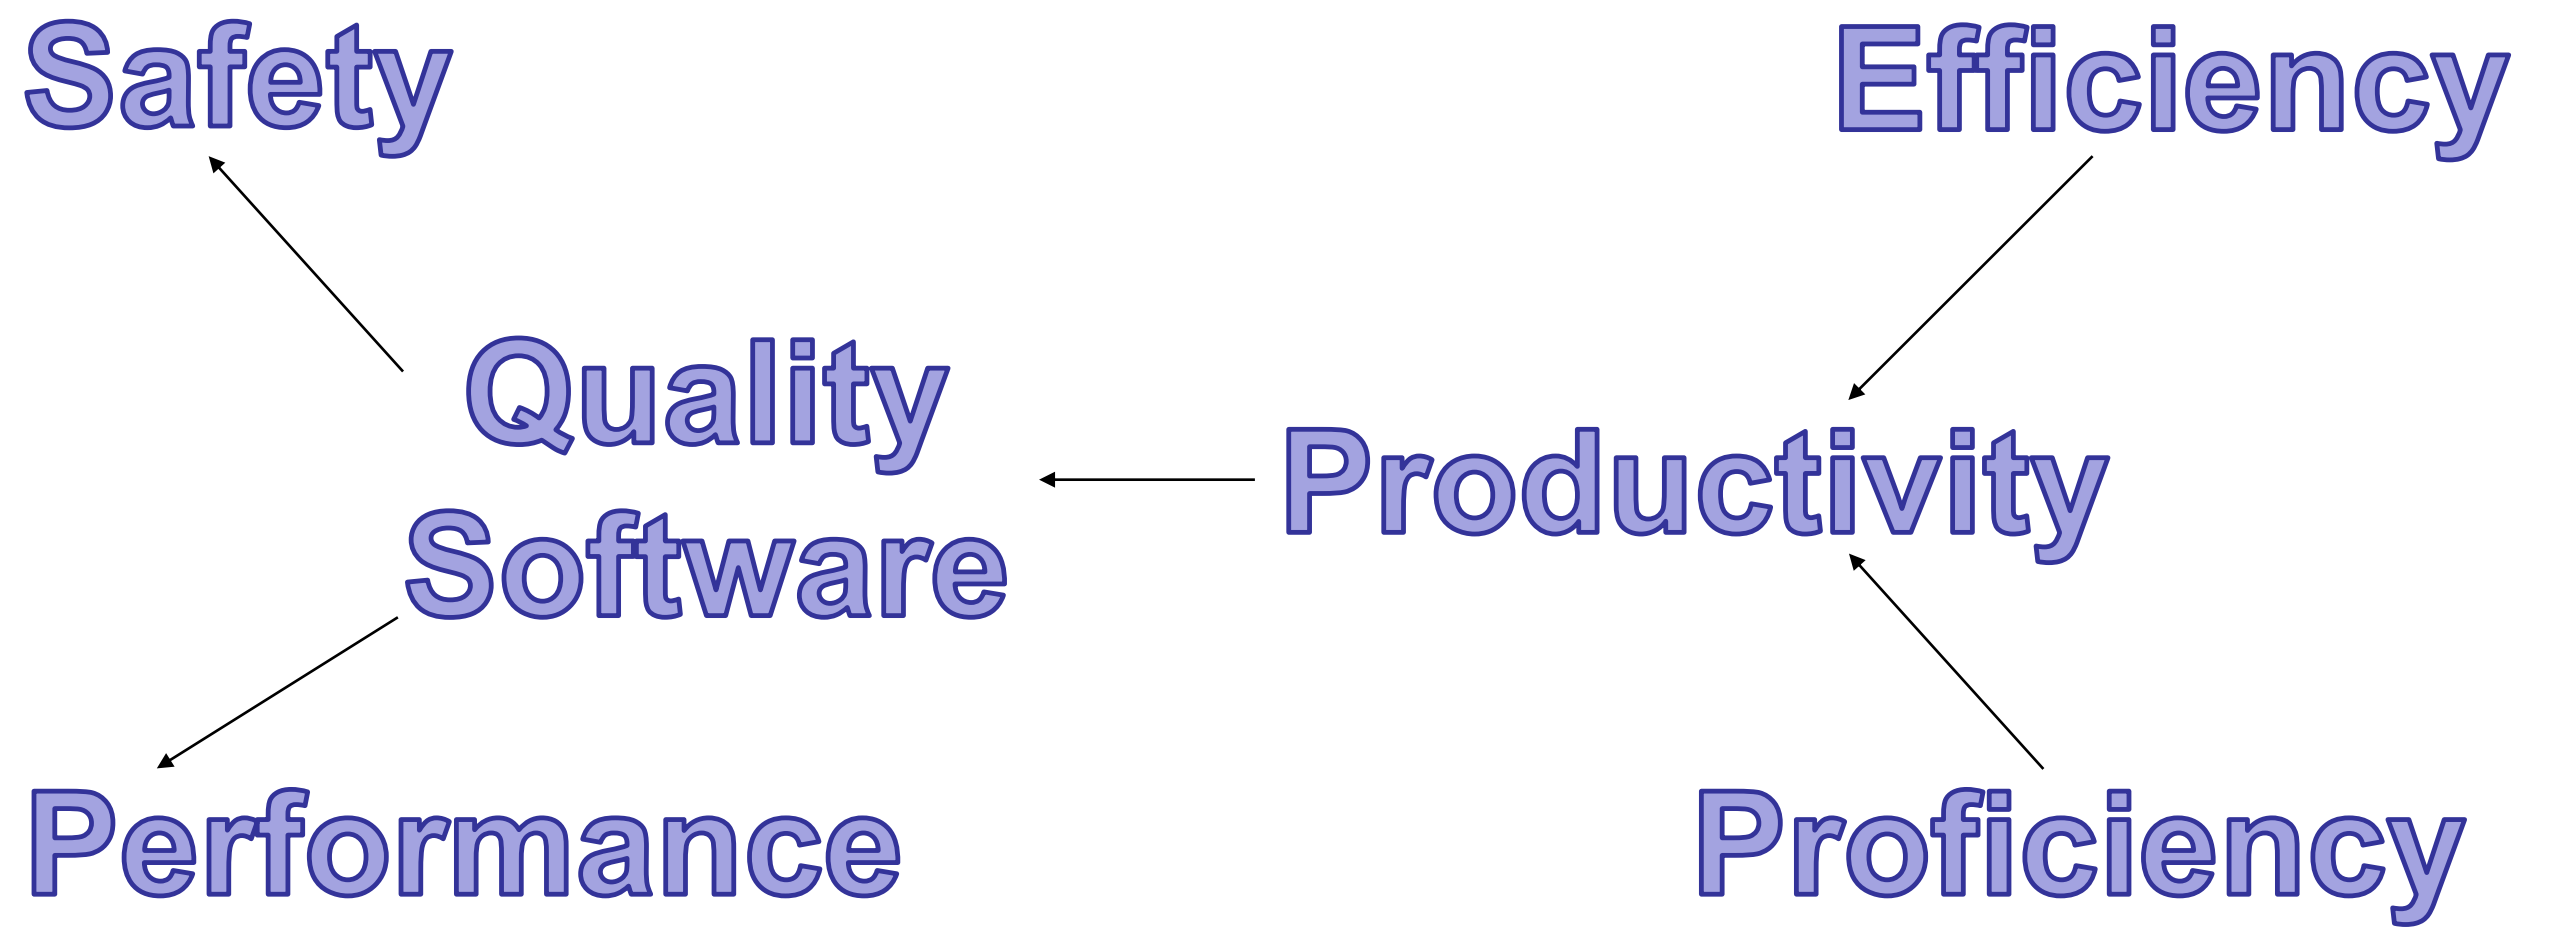 Safety
Efficiency
Quality
Software
Productivity
Performance
Proficiency